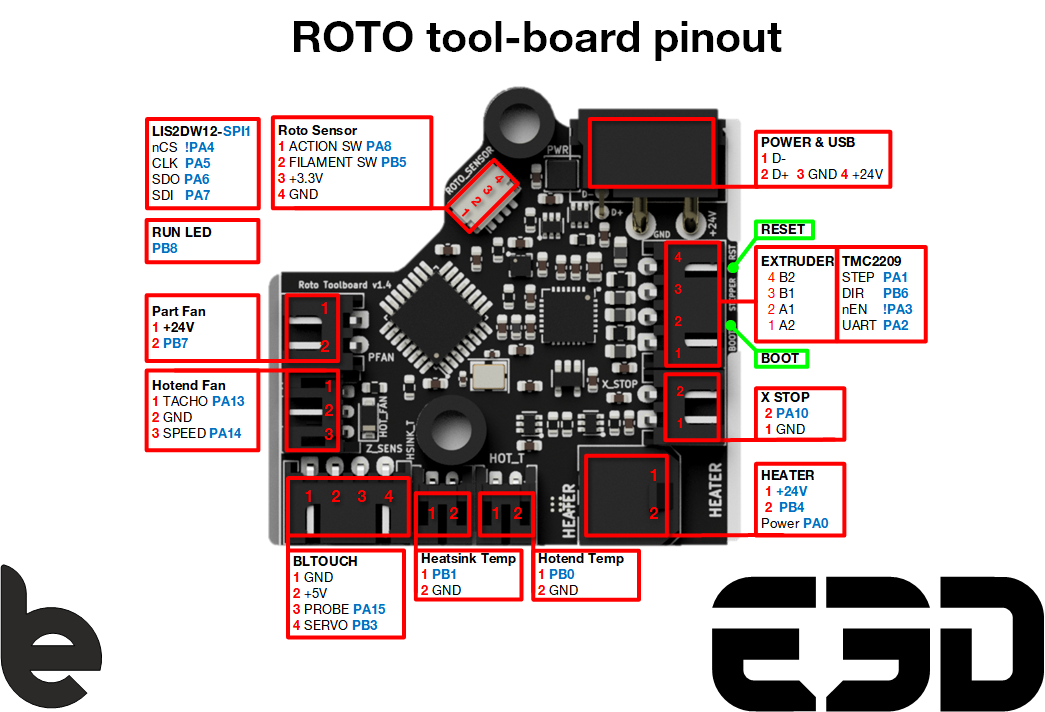 ROTO tool-board pinout
LIS2DW12-SPI1
nCS !PA4
CLK PA5
SDO PA6
SDI PA7
Roto Sensor
1 ACTION SW PA8
2 FILAMENT SW PB5
3 +3.3V
4 GND
POWER & USB
1 D-
2 D+ 3 GND 4 +24V
RUN LED
PB8
RESET
EXTRUDER
4 B2
3 B1
2 A1
1 A2
TMC2209
STEP PA1
DIR PB6
nEN !PA3
UART PA2
BOOT
Part Fan
1 +24V
2 PB7
Hotend Fan
1 TACHO PA13
2 GND
3 SPEED PA14
X STOP
2 PA10
1 GND
HEATER
1 +24V
2 PB4
Power PA0
BLTOUCH
1 GND
2 +5V
3 PROBE PA15
4 SERVO PB3
Heatsink Temp
1 PB1
2 GND
Hotend Temp
1 PB0
2 GND
ROTO_SENSOR
4
3
2
1
PWR
D-
D+
GND
+24V
RST
STEPPER
BOOT
4
3
2
1
Roto Toolboard v1.4
1
2
PFAN
1
2
3
HOT_FAN
Z_SENS
HSINK_T
HOT_T
X_STOP
2
1
1 2 3 4
1 2
1 2
HEATER
1
2
HEATER
e
E3D